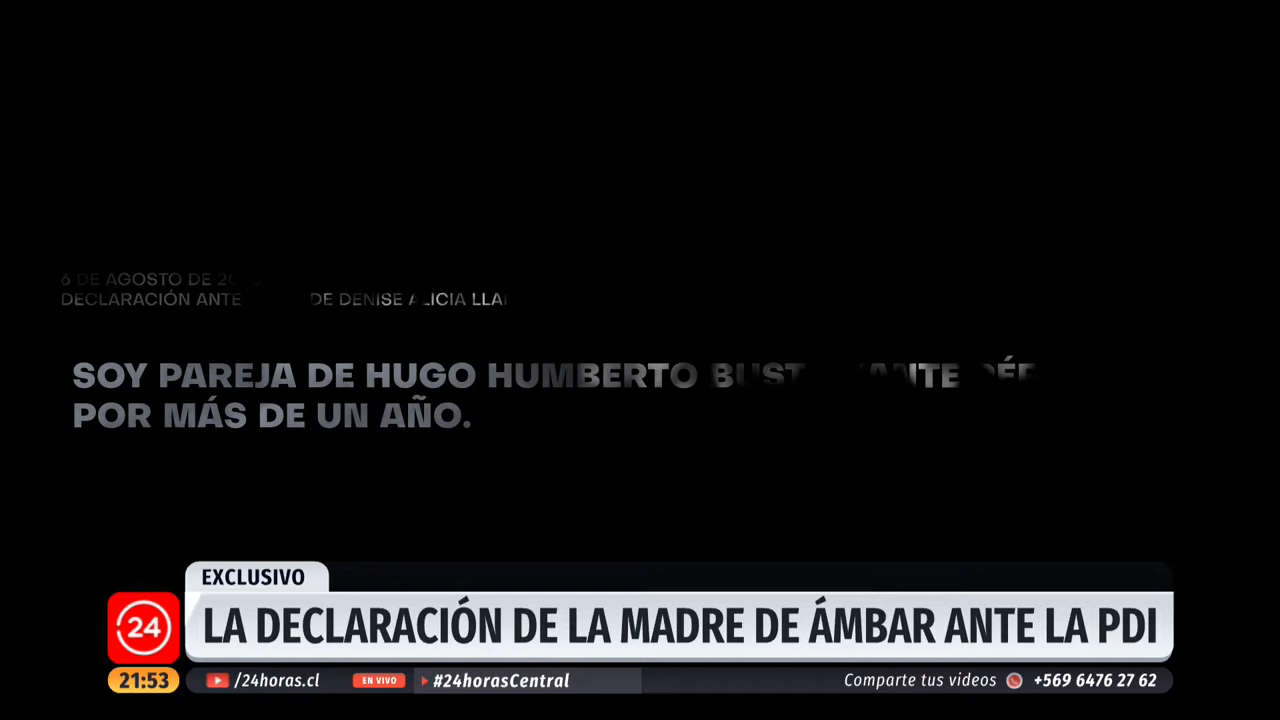 6 DE AGOSTO DE
DECLARACIÓN ANTE DE DENISE ALICIA
SOY PAREJA DE HUGO HUMBERTO
POR MÁS DE UN AÑO.
EXCLUSIVO
LA DECLARACIÓN DE LA MADRE DE ÁMBAR ANTE LA PDI
24
21:53 /24horas.cl EN VIVO #24horasCentral Comparte tus videos +569 6476 27 62